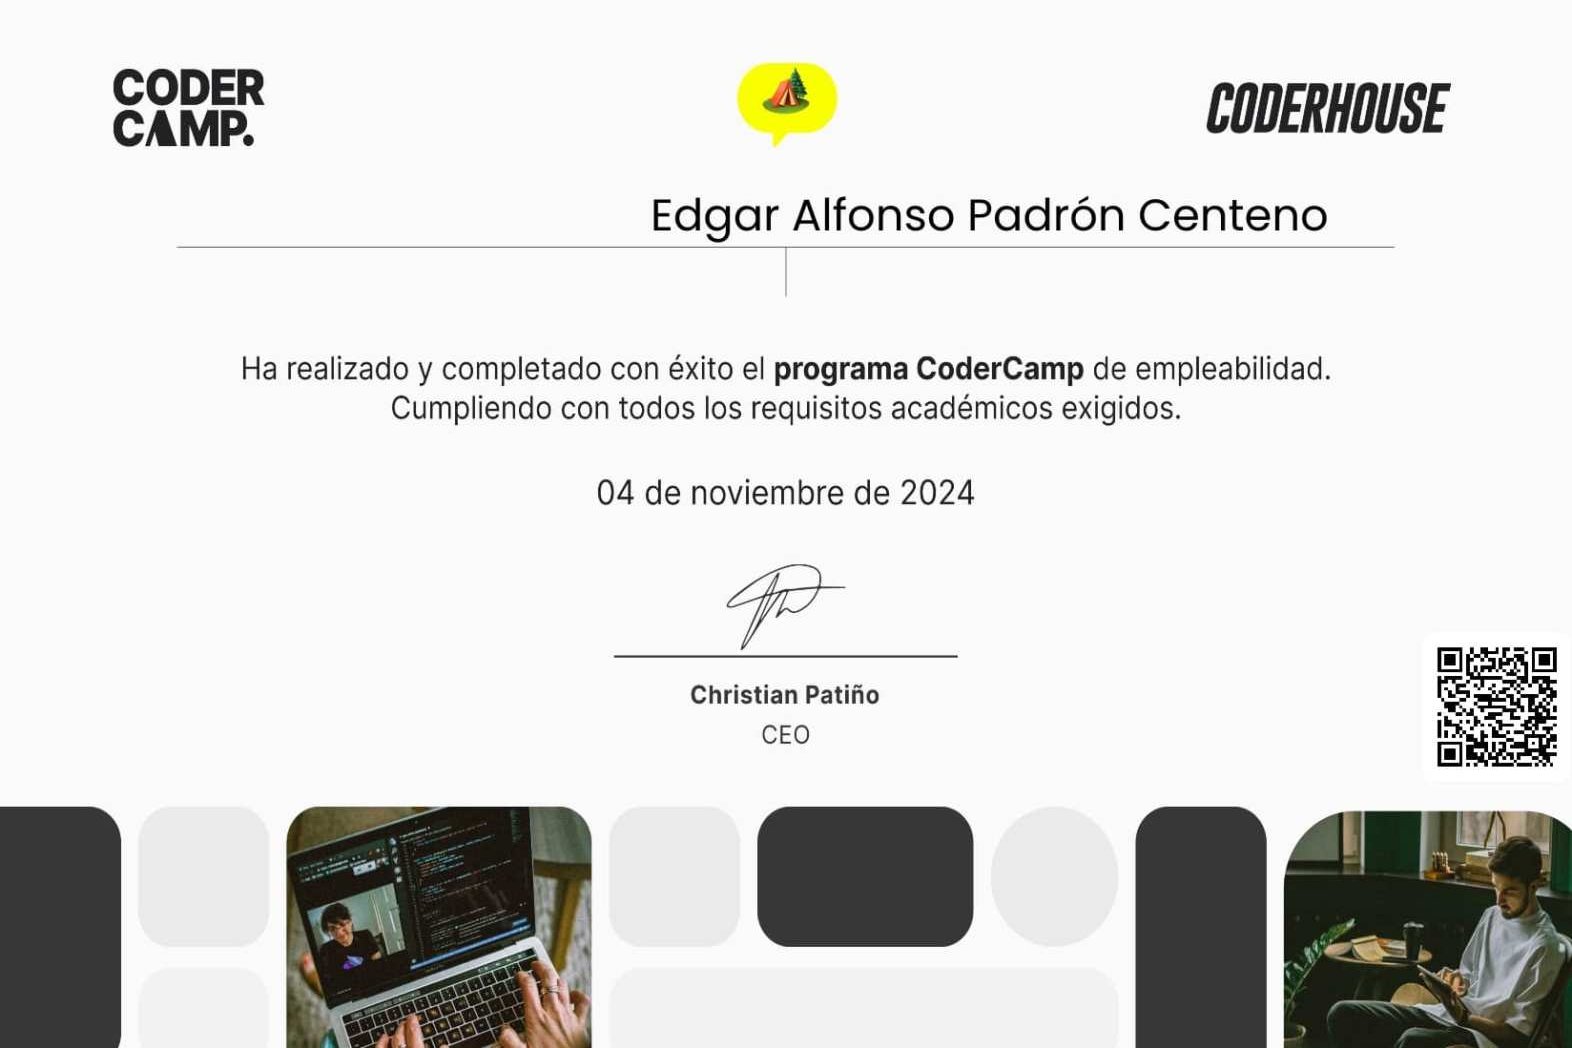 CODER
CAMP.
CODERHOUSE
Edgar Alfonso Padrón Centeno
Ha realizado y completado con éxito el programa CoderCamp de empleabilidad.
Cumpliendo con todos los requisitos académicos exigidos.
04 de noviembre de 2024
Christian Patiño
CEO